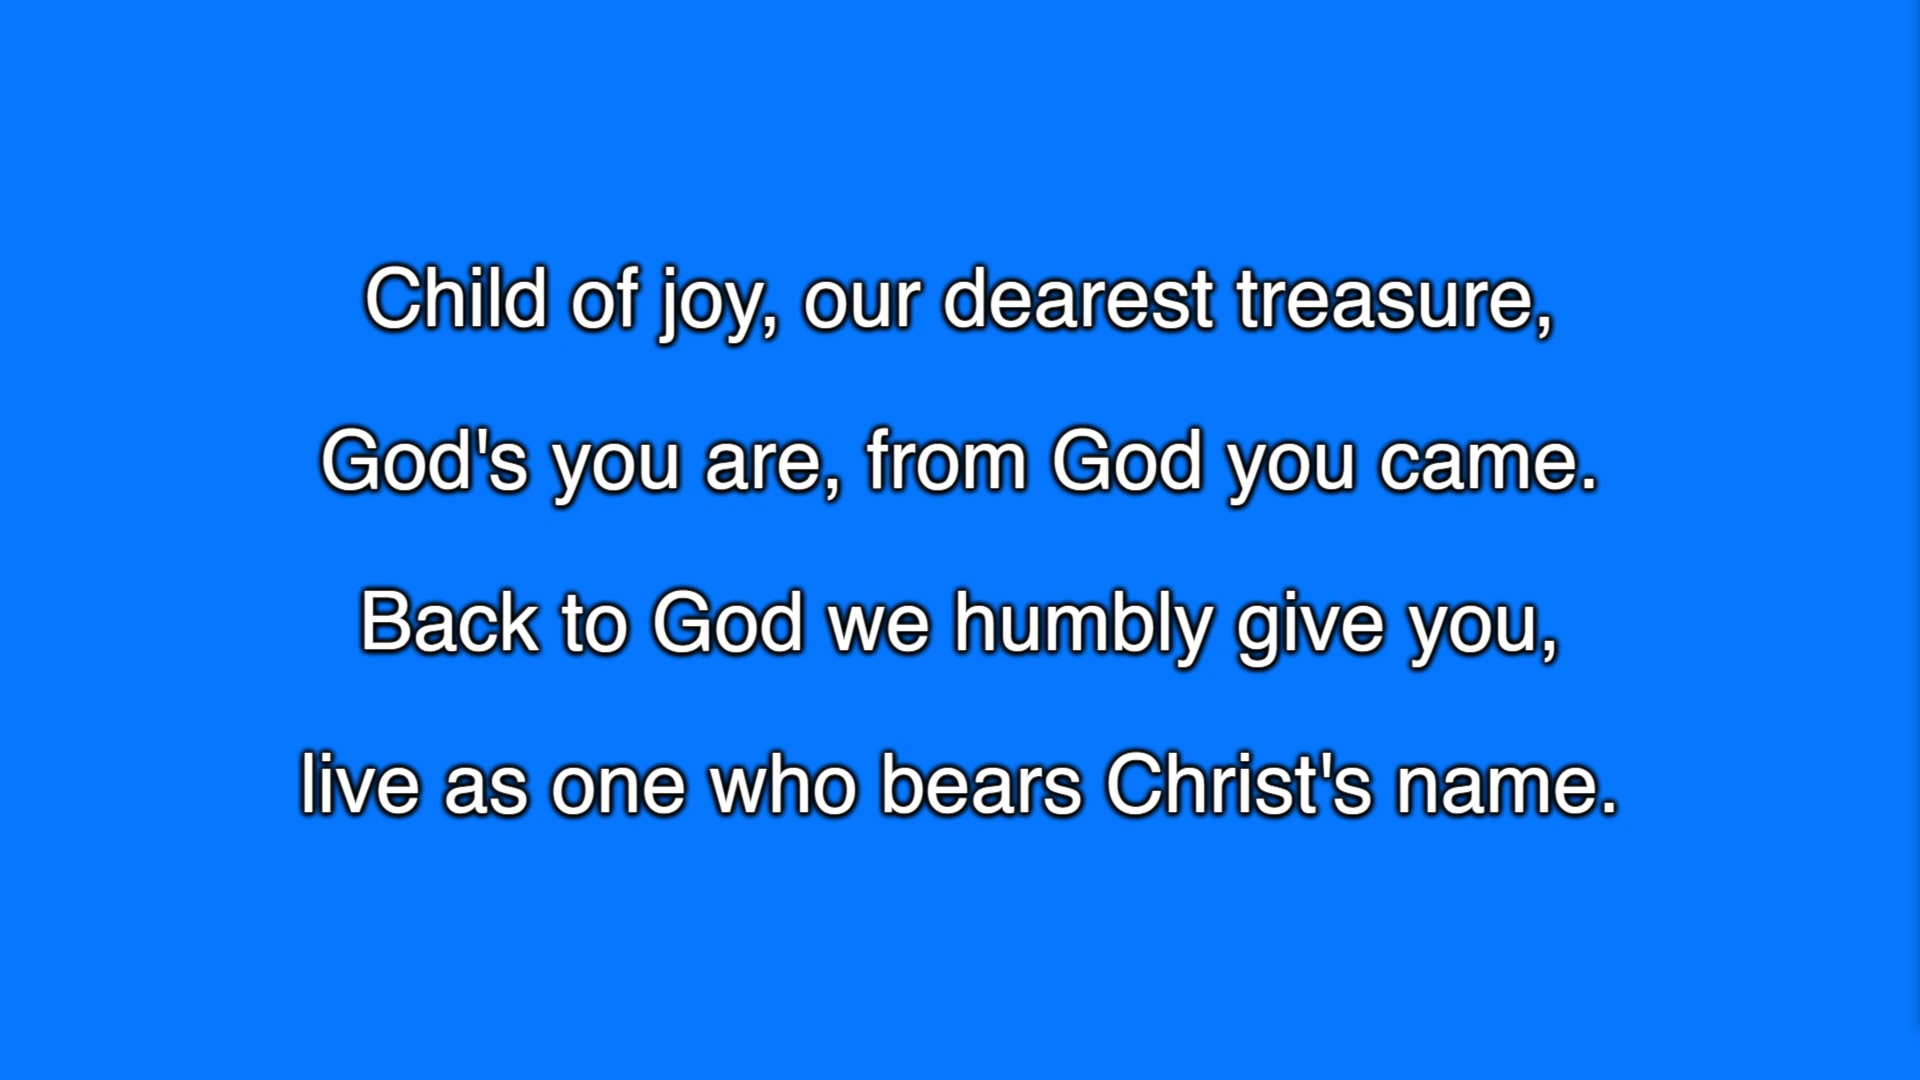 Child of joy, our dearest treasure,
God's you are, from God you came.
Back to God we humbly give you,
live as one who bears Christ's name.